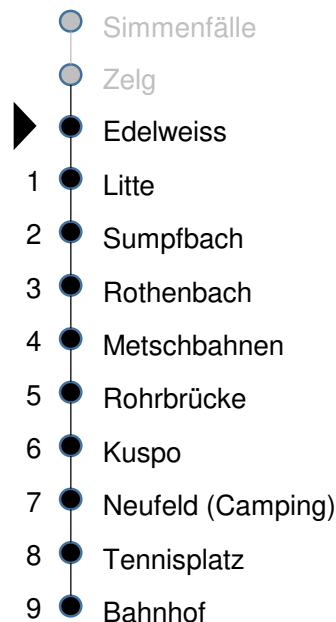 Simmenfälle
Zelg
Edelweiss
1 Litte
2 Sumpfbach
3 Rothenbach
4 Metschbahnen
5 Rohrbrücke
6 Kuspo
7 Neufeld (Camping)
8 Tennisplatz
9 Bahnhof